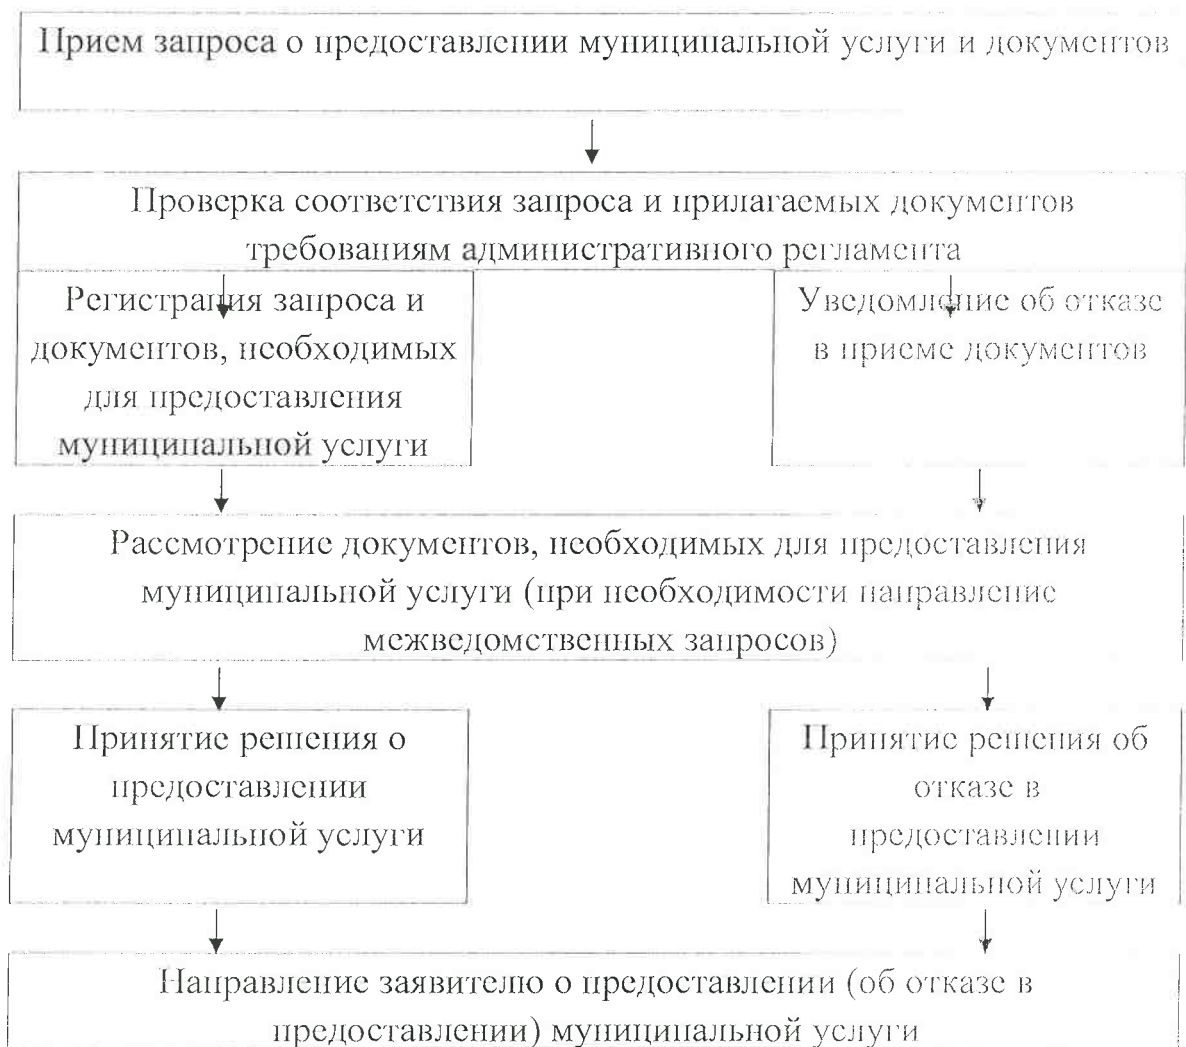 Прием запроса о предоставлении муниципальной услуги и документов
Проверка соответствия запроса и прилагаемых документов
требованиям административного регламента
Регистрация запроса и
документов, необходимых
для предоставления
муниципальной услуги
Уведомление об отказе
в приеме документов
Рассмотрение документов, необходимых для предоставления
муниципальной услуги (при необходимости направление
межведомственных запросов)
Принятие решения о
предоставлении
муниципальной услуги
Принятие решения об
отказе в
предоставлении
муниципальной услуги
Направление заявителю о предоставлении (об отказе в
предоставлении) муниципальной услуги